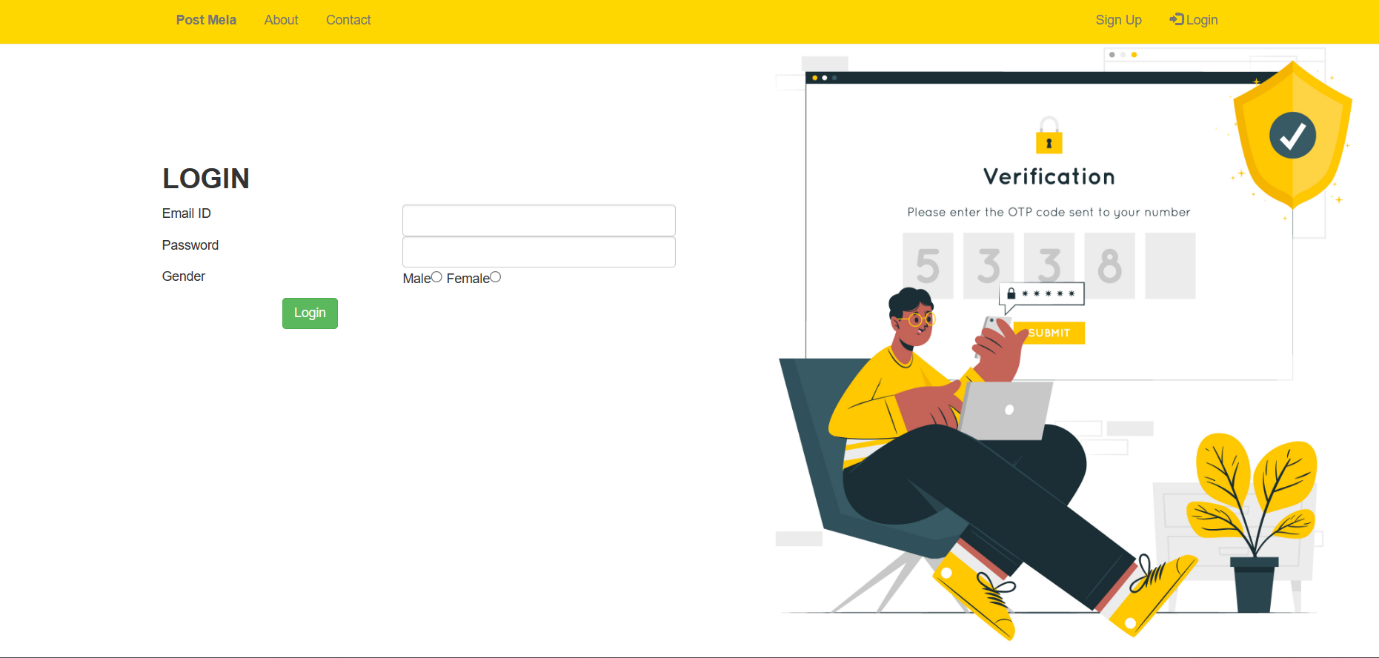 Post Mela About Contact Sign Up Login
LOGIN
Email ID
Password
Gender Male Female
Login
Verification
Please enter the OTP code sent to your number
5 3 3 8
* * * * *
SUBMIT